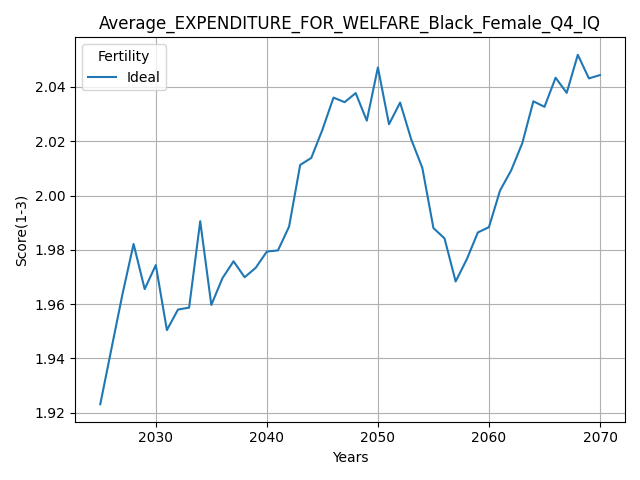 Average_EXPENDITURE_FOR_WELFARE_Black_Female_Q4_IQ
Fertility
Ideal
Score(1-3)
2.04
2.02
2.00
1.98
1.96
1.94
1.92
2030 2040 2050 2060 2070
Years